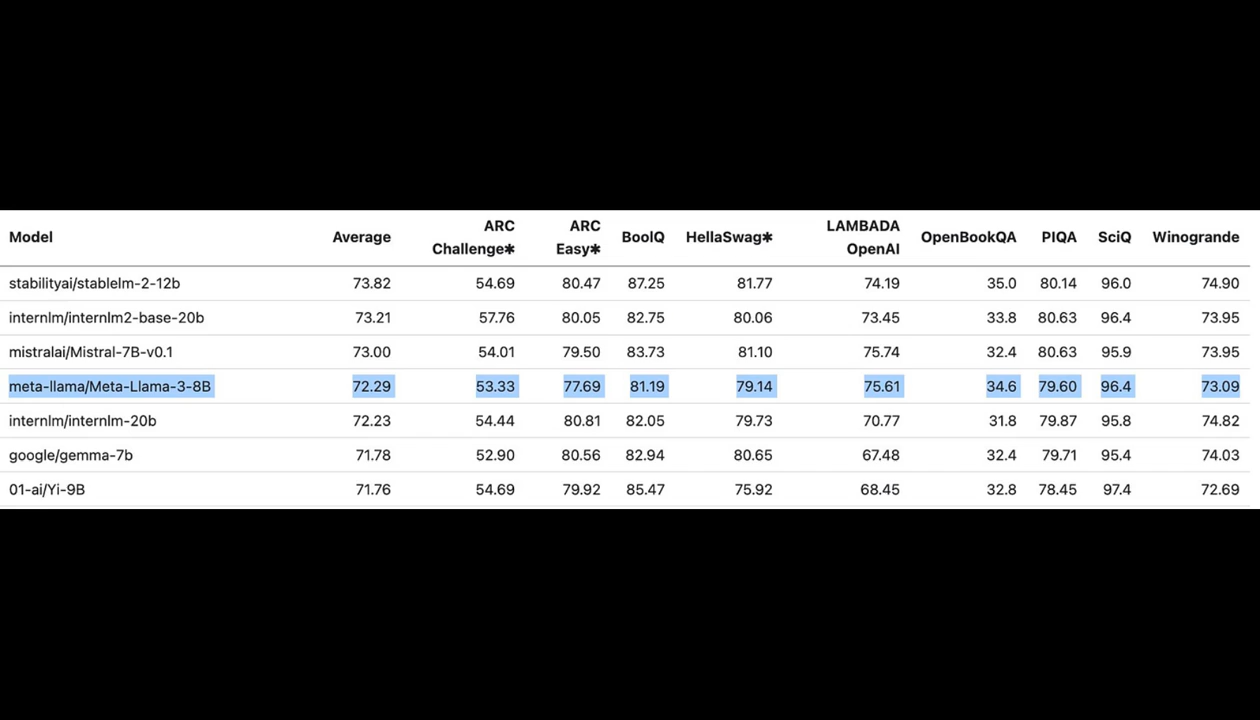 Model Average ARC Challenge✱ ARC Easy✱ BoolQ HellaSwag✱ LAMBADA OpenAI OpenBookQA PIQA SciQ Winogrande
stabilityai/stablelm-2-12b 73.82 54.69 80.47 87.25 81.77 74.19 35.0 80.14 96.0 74.90
internlm/internlm2-base-20b 73.21 57.76 80.05 82.75 80.06 73.45 33.8 80.63 96.4 73.95
mistralai/Mistral-7B-v0.1 73.00 54.01 79.50 83.73 81.10 75.74 32.4 80.63 95.9 73.95
meta-llama/Meta-Llama-3-8B 72.29 53.33 77.69 81.19 79.14 75.61 34.6 79.60 96.4 73.09
internlm/internlm-20b 72.23 54.44 80.81 82.05 79.73 70.77 31.8 79.87 95.8 74.82
google/gemma-7b 71.78 52.90 80.56 82.94 80.65 67.48 32.4 79.71 95.4 74.03
01-ai/Yi-9B 71.76 54.69 79.92 85.47 75.92 68.45 32.8 78.45 97.4 72.69